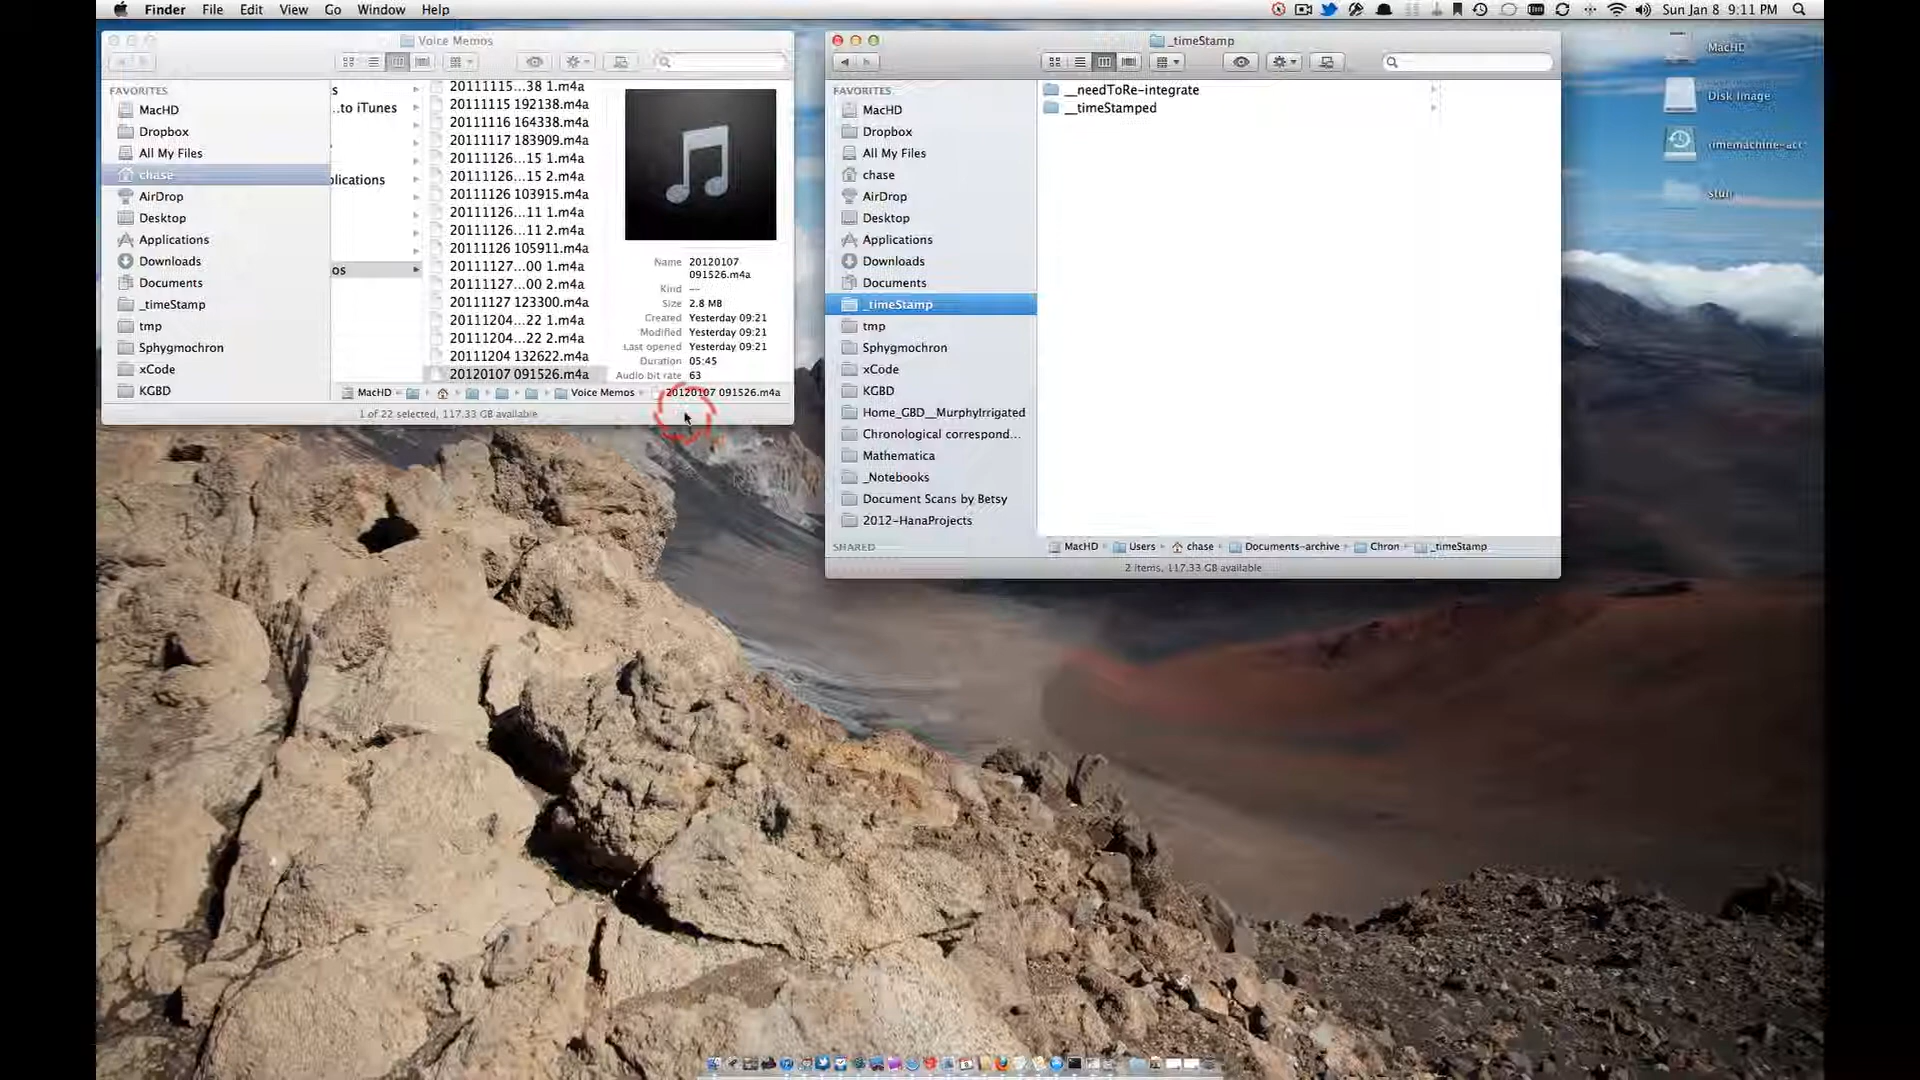 Finder File Edit View Go Window Help
Sun Jan 8 9:11 PM
Voice Memos
FAVORITES
MacHD
Dropbox
All My Files
chase
AirDrop
Desktop
Applications
Downloads
Documents
_timeStamp
tmp
Sphygmochron
xCode
KGBD
s
...to iTunes
plications
os
20111115...38 1.m4a
20111115 192138.m4a
20111116 164338.m4a
20111117 183909.m4a
20111126...15 1.m4a
20111126...15 2.m4a
20111126 103915.m4a
20111126...11 1.m4a
20111126...11 2.m4a
20111126 105911.m4a
20111127...00 1.m4a
20111127...00 2.m4a
20111127 123300.m4a
20111204...22 1.m4a
20111204...22 2.m4a
20111204 132622.m4a
20120107 091526.m4a
Name 20120107
091526.m4a
Kind --
Size 2.8 MB
Created Yesterday 09:21
Modified Yesterday 09:21
Last opened Yesterday 09:21
Duration 05:45
Audio bit rate 63
MacHD Voice Memos 20120107 091526.m4a
1 of 22 selected, 117.33 GB available
_timeStamp
FAVORITES
MacHD
Dropbox
All My Files
chase
AirDrop
Desktop
Applications
Downloads
Documents
_timeStamp
tmp
Sphygmochron
xCode
KGBD
Home_GBD__MurphyIrrigated
Chronological correspond...
Mathematica
_Notebooks
Document Scans by Betsy
2012-HanaProjects
SHARED
__needToRe-integrate
__timeStamped
MacHD Users chase Documents-archive Chron _timeStamp
2 items, 117.33 GB available
MacHD
Disk Image
stuff